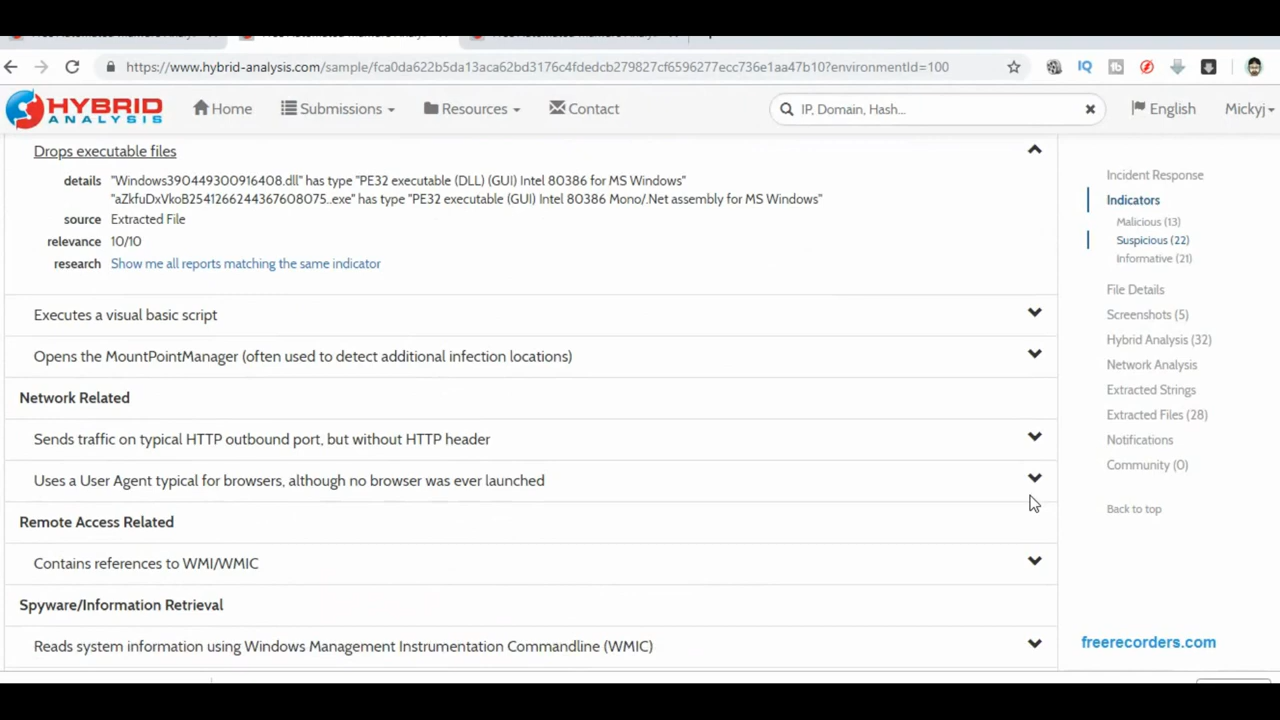 https://www.hybrid-analysis.com/sample/fca0da622b5da13aca62bd3176c4fdedcb279827cf6596277ecc736e1aa47b10?environmentId=100
IQ
HYBRID
ANALYSIS
Home
Submissions
Resources
Contact
IP, Domain, Hash...
English
Mickyj
Drops executable files
details "Windows390449300916408.dll" has type "PE32 executable (DLL) (GUI) Intel 80386 for MS Windows"
"aZkfuDxVkoB2541266244367608075..exe" has type "PE32 executable (GUI) Intel 80386 Mono/.Net assembly for MS Windows"
source Extracted File
relevance 10/10
research Show me all reports matching the same indicator
Executes a visual basic script
Opens the MountPointManager (often used to detect additional infection locations)
Network Related
Sends traffic on typical HTTP outbound port, but without HTTP header
Uses a User Agent typical for browsers, although no browser was ever launched
Remote Access Related
Contains references to WMI/WMIC
Spyware/Information Retrieval
Reads system information using Windows Management Instrumentation Commandline (WMIC)
Incident Response
Indicators
Malicious (13)
Suspicious (22)
Informative (21)
File Details
Screenshots (5)
Hybrid Analysis (32)
Network Analysis
Extracted Strings
Extracted Files (28)
Notifications
Community (0)
Back to top
freerecorders.com